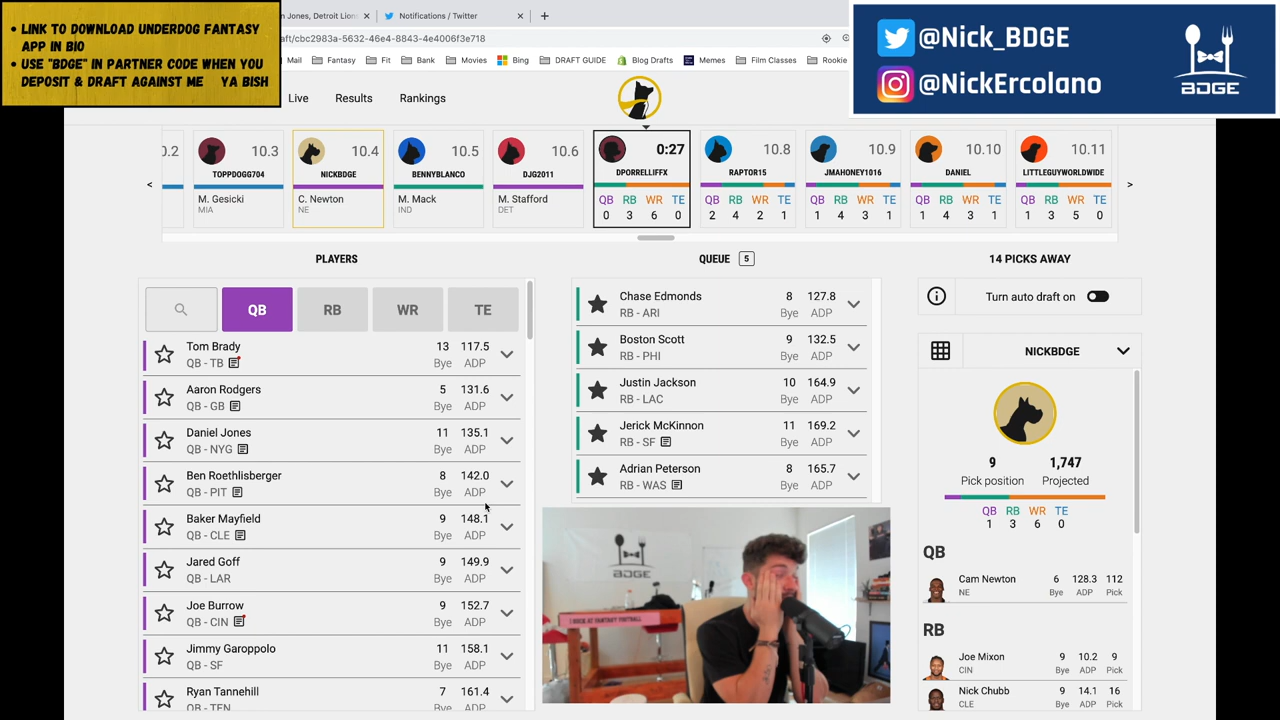 • LINK TO DOWNLOAD UNDERDOG FANTASY
APP IN BIO
• USE "BDGE" IN PARTNER CODE WHEN YOU
DEPOSIT & DRAFT AGAINST ME YA BISH
n Jones, Detroit Lion
Notifications / Twitter
aft/cbc2983a-5632-46e4-8843-4e4006f3e718
Mail
Fantasy
Fit
Bank
Movies
Bing
DRAFT GUIDE
Blog Drafts
Memes
Film Classes
Rookie
@Nick_BDGE
@NickErcolano
BDGE
Live
Results
Rankings
0.2
10.3
TOPPDOGG704
M. Gesicki
MIA
10.4
NICKBDGE
C. Newton
NE
10.5
BENNYBLANCO
M. Mack
IND
10.6
DJG2011
M. Stafford
DET
0:27
DPORRELLIFFX
QB RB WR TE
0 3 6 0
10.8
RAPTOR15
QB RB WR TE
2 4 2 1
10.9
JMAHONEY1016
QB RB WR TE
1 4 3 1
10.10
DANIEL
QB RB WR TE
1 4 3 1
10.11
LITTLEGUYWORLDWIDE
QB RB WR TE
1 3 5 0
< >
PLAYERS
QB RB WR TE
Tom Brady 13 117.5
QB - TB Bye ADP
Aaron Rodgers 5 131.6
QB - GB Bye ADP
Daniel Jones 11 135.1
QB - NYG Bye ADP
Ben Roethlisberger 8 142.0
QB - PIT Bye ADP
Baker Mayfield 9 148.1
QB - CLE Bye ADP
Jared Goff 9 149.9
QB - LAR Bye ADP
Joe Burrow 9 152.7
QB - CIN Bye ADP
Jimmy Garoppolo 11 158.1
QB - SF Bye ADP
Ryan Tannehill 7 161.4
QB - TEN Bye ADP
QUEUE 5
Chase Edmonds 8 127.8
RB - ARI Bye ADP
Boston Scott 9 132.5
RB - PHI Bye ADP
Justin Jackson 10 164.9
RB - LAC Bye ADP
Jerick McKinnon 11 169.2
RB - SF Bye ADP
Adrian Peterson 8 165.7
RB - WAS Bye ADP
BDGE
I SUCK AT FANTASY FOOTBALL
14 PICKS AWAY
Turn auto draft on
NICKBDGE
9 1,747
Pick position Projected
QB RB WR TE
1 3 6 0
QB
Cam Newton 6 128.3 112
NE Bye ADP Pick
RB
Joe Mixon 9 10.2 9
CIN Bye ADP Pick
Nick Chubb 9 14.1 16
CLE Bye ADP Pick